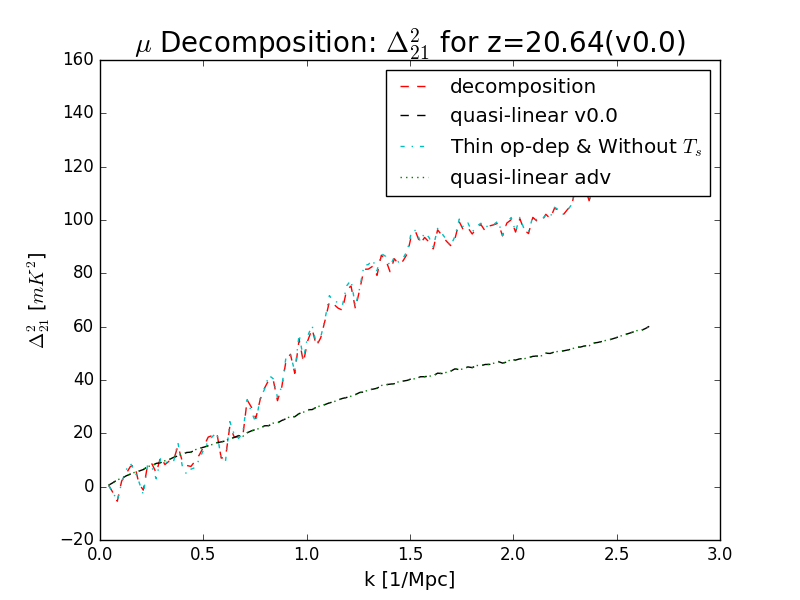 μ Decomposition: Δ²₂₁ for z=20.64(v0.0)
160
140
120
100
80
60
40
20
0
−20
Δ²₂₁ [mK²]
decomposition
quasi-linear v0.0
Thin op-dep & Without Tₛ
quasi-linear adv
0.0 0.5 1.0 1.5 2.0 2.5 3.0
k [1/Mpc]